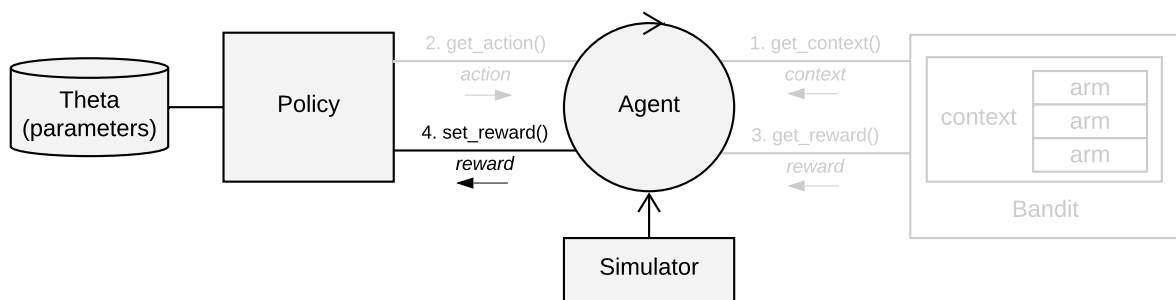 Theta
(parameters)
Policy
2. get_action()
action
4. set_reward()
reward
Agent
1. get_context()
context
3. get_reward()
reward
context
arm
arm
arm
Bandit
Simulator